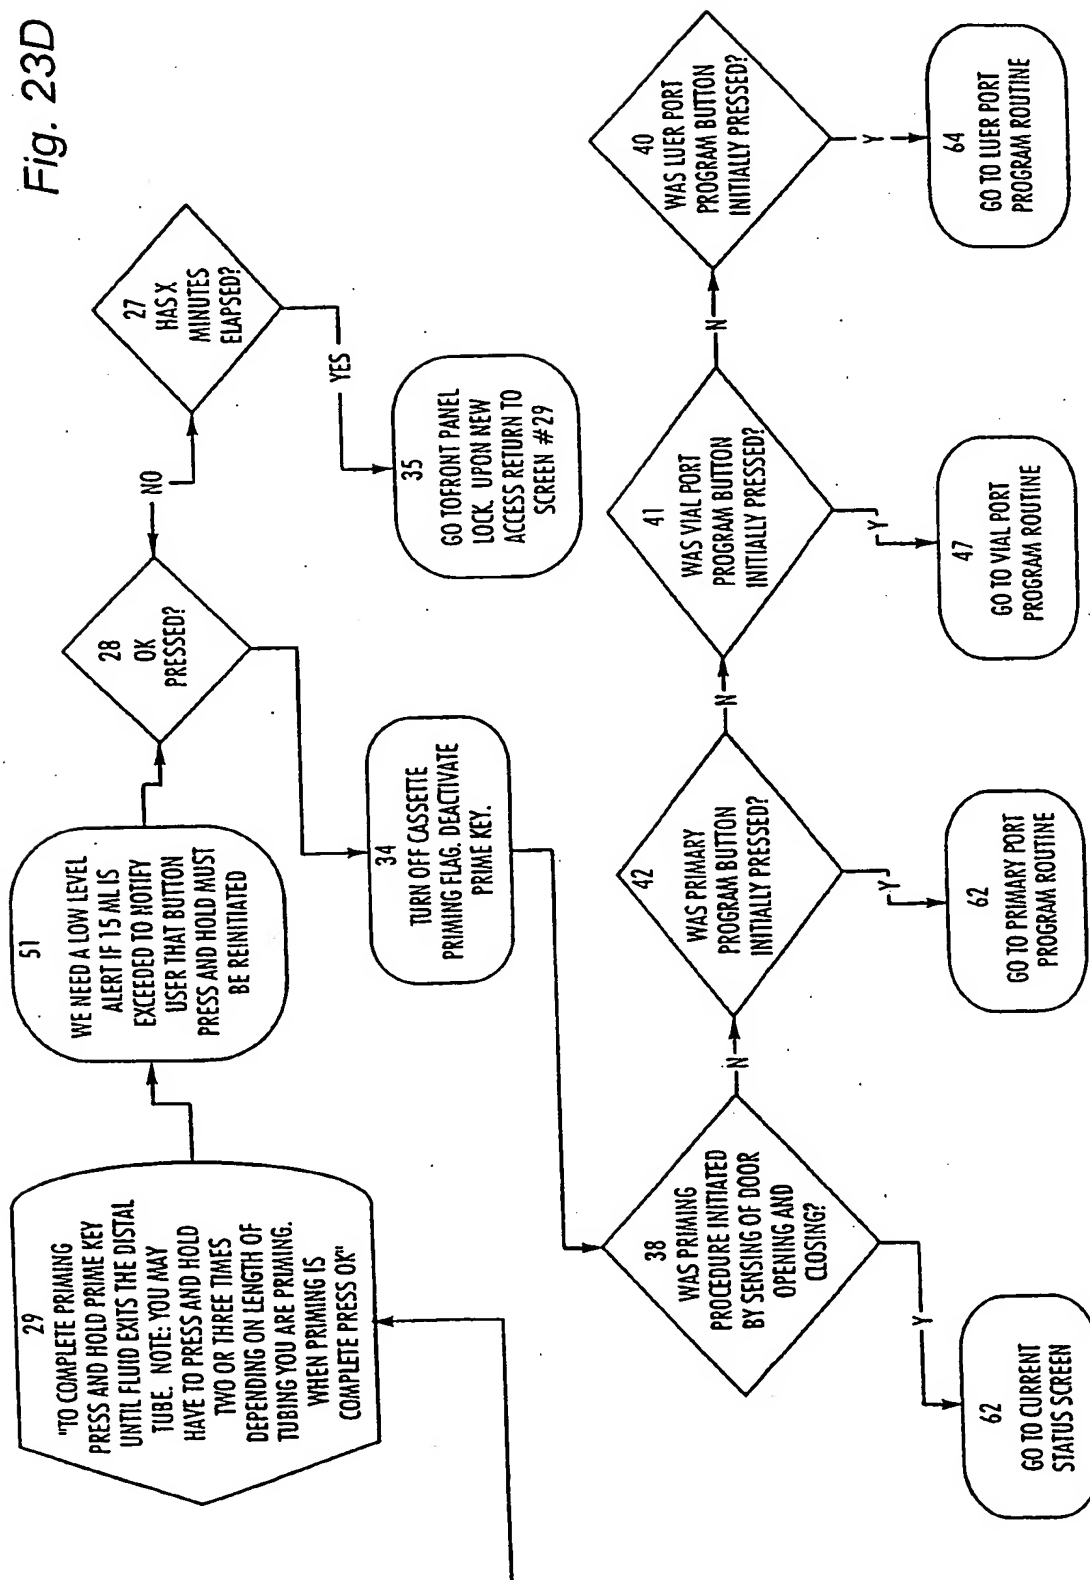 Fig. 23D
29
"TO COMPLETE PRIMING
PRESS AND HOLD PRIME KEY
UNTIL FLUID EXITS THE DISTAL
TUBE. NOTE: YOU MAY
HAVE TO PRESS AND HOLD
TWO OR THREE TIMES
DEPENDING ON LENGTH OF
TUBING YOU ARE PRIMING.
WHEN PRIMING IS
COMPLETE PRESS OK"
51
WE NEED A LOW LEVEL
ALERT IF 15 ML IS
EXCEEDED TO NOTIFY
USER THAT BUTTON
PRESS AND HOLD MUST
BE REINITIATED
28
OK
PRESSED?
NO
27
HAS X
MINUTES
ELAPSED?
YES
35
GO TOFRONT PANEL
LOCK. UPON NEW
ACCESS RETURN TO
SCREEN #29
34
TURN OFF CASSETTE
PRIMING FLAG. DEACTIVATE
PRIME KEY.
38
WAS PRIMING
PROCEDURE INITIATED
BY SENSING OF DOOR
OPENING AND
CLOSING?
N
42
WAS PRIMARY
PROGRAM BUTTON
INITIALLY PRESSED?
N
41
WAS VIAL PORT
PROGRAM BUTTON
INITIALLY PRESSED?
N
40
WAS LUER PORT
PROGRAM BUTTON
INITIALLY PRESSED?
Y
62
GO TO CURRENT
STATUS SCREEN
Y
62
GO TO PRIMARY PORT
PROGRAM ROUTINE
Y
47
GO TO VIAL PORT
PROGRAM ROUTINE
Y
64
GO TO LUER PORT
PROGRAM ROUTINE